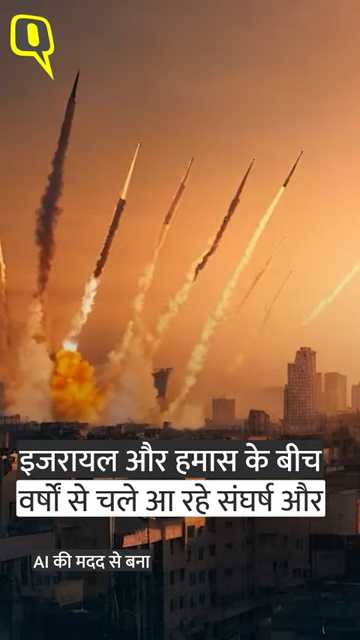 इजरायल और हमास के बीच
वर्षों से चले आ रहे संघर्ष और
AI की मदद से बना